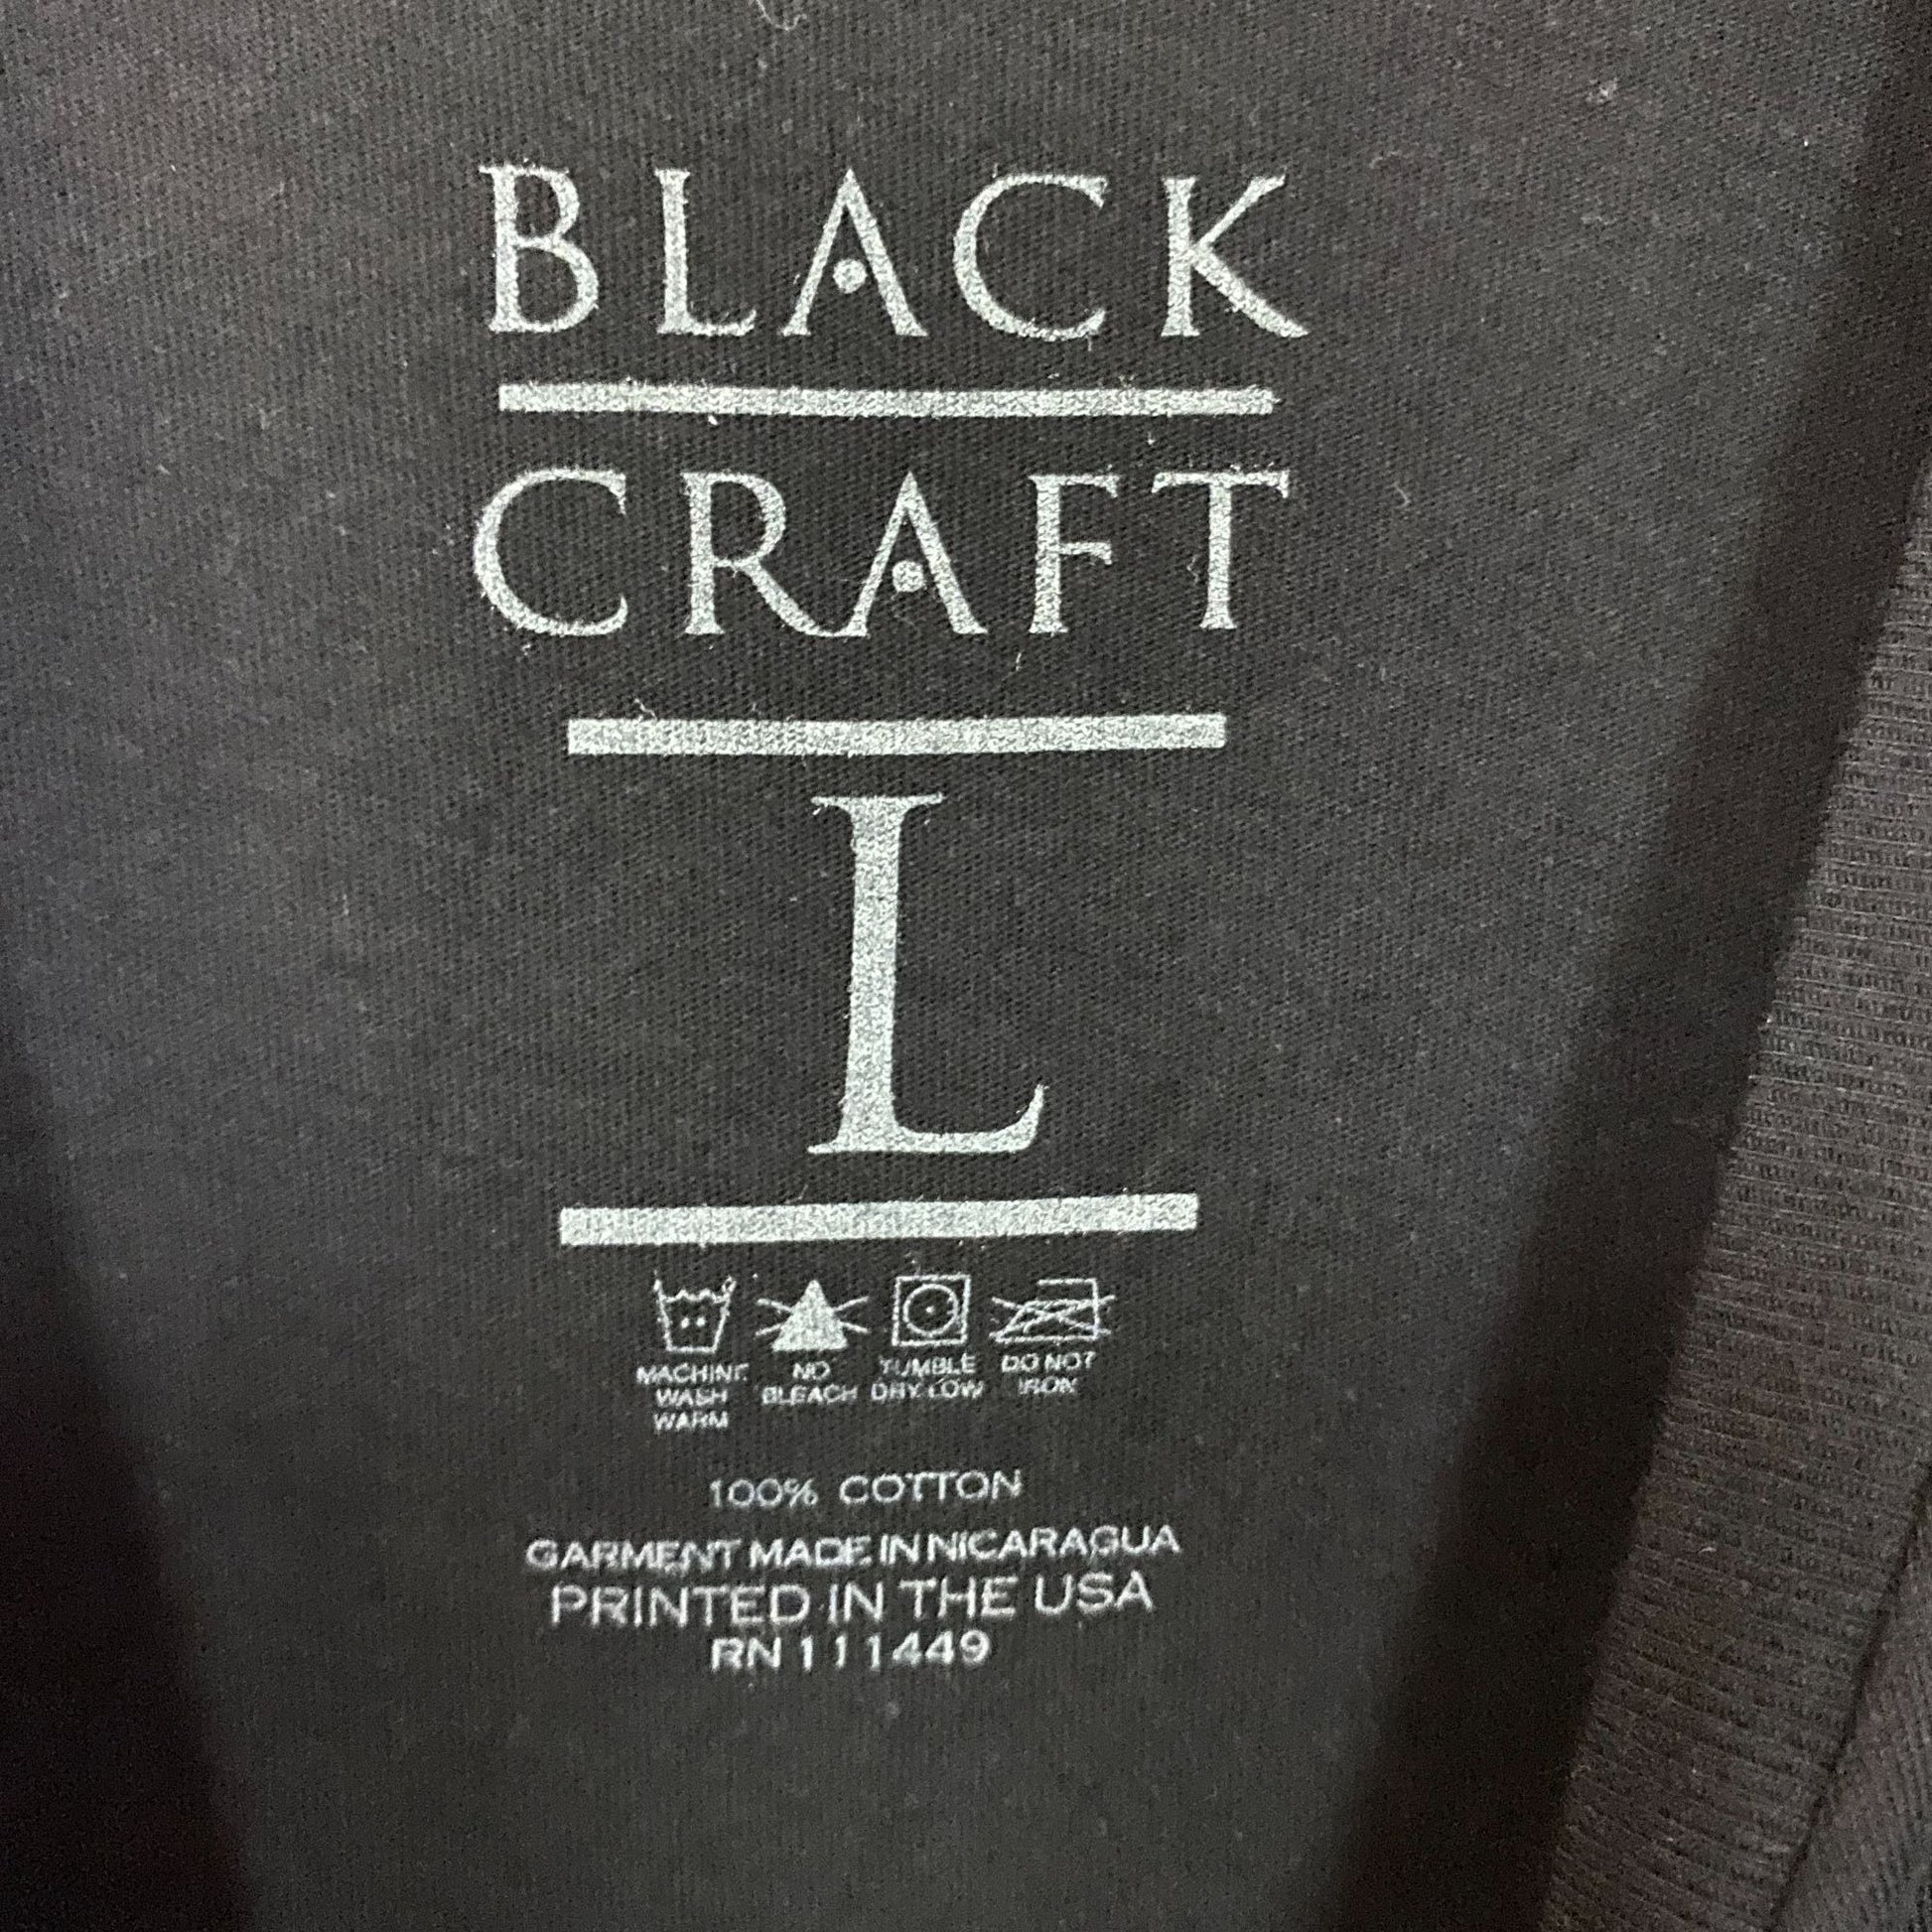 BLACK
CRAFT
L
MACHINE WASH WARM
NO BLEACH
TUMBLE DRY LOW
DO NOT IRON
100% COTTON
GARMENT MADE IN NICARAGUA
PRINTED IN THE USA
RN 111449